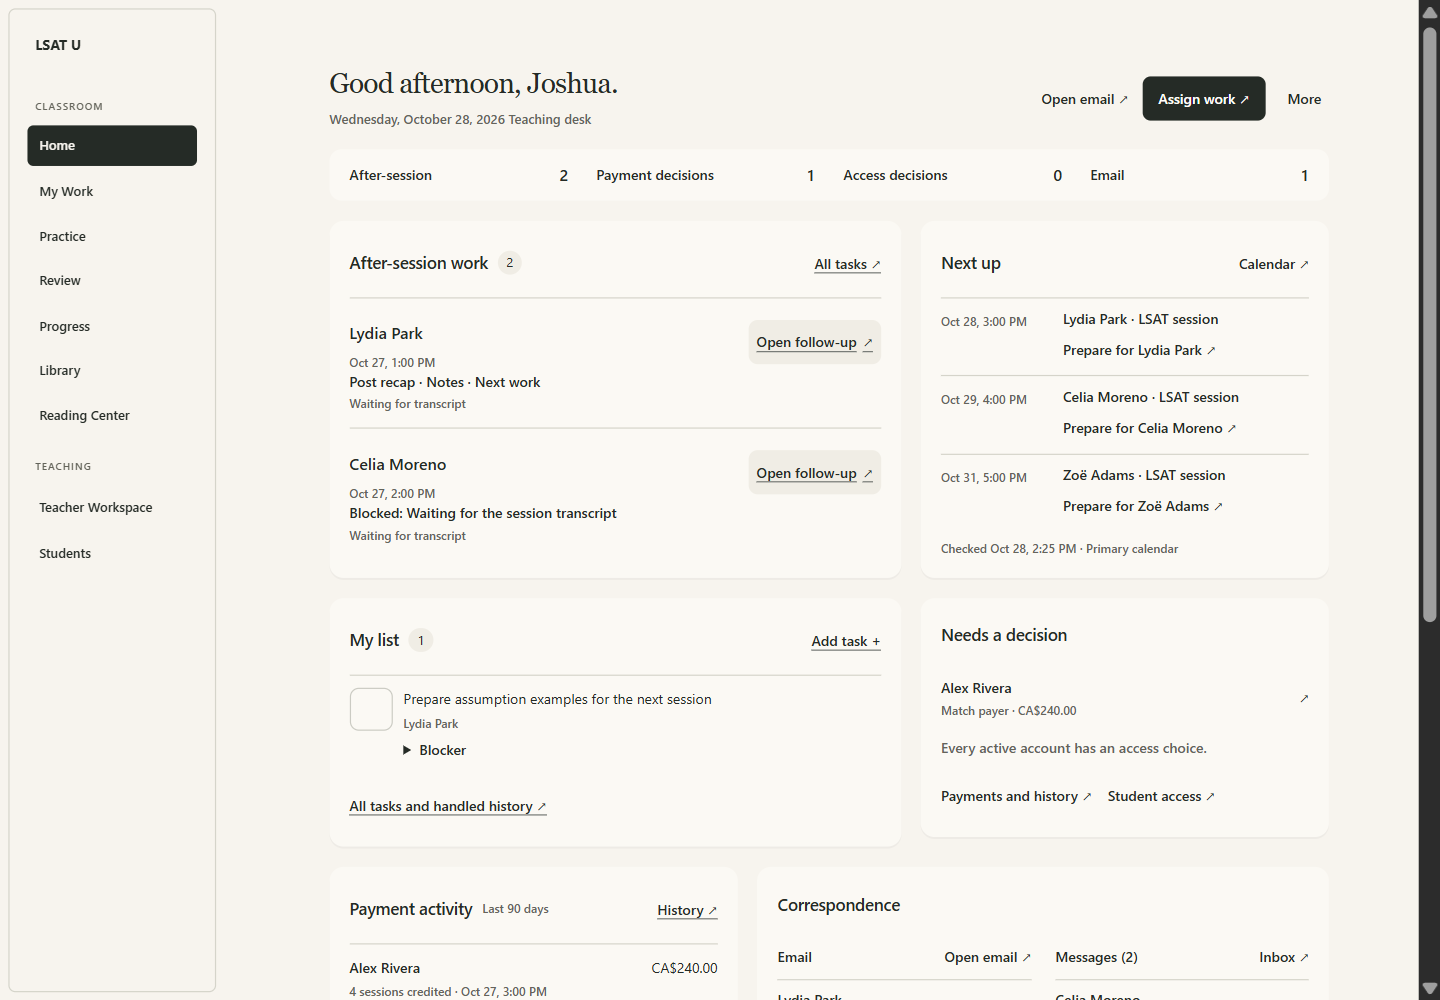 LSAT U
CLASSROOM
Home
My Work
Practice
Review
Progress
Library
Reading Center
TEACHING
Teacher Workspace
Students
Good afternoon, Joshua.
Wednesday, October 28, 2026 Teaching desk
Open email ↗
Assign work ↗
More
After-session 2
Payment decisions 1
Access decisions 0
Email 1
After-session work 2
All tasks ↗
Lydia Park
Oct 27, 1:00 PM
Post recap · Notes · Next work
Waiting for transcript
Open follow-up ↗
Celia Moreno
Oct 27, 2:00 PM
Blocked: Waiting for the session transcript
Waiting for transcript
Open follow-up ↗
Next up
Calendar ↗
Oct 28, 3:00 PM
Lydia Park · LSAT session
Prepare for Lydia Park ↗
Oct 29, 4:00 PM
Celia Moreno · LSAT session
Prepare for Celia Moreno ↗
Oct 31, 5:00 PM
Zoë Adams · LSAT session
Prepare for Zoë Adams ↗
Checked Oct 28, 2:25 PM · Primary calendar
My list 1
Add task +
Prepare assumption examples for the next session
Lydia Park
▶ Blocker
All tasks and handled history ↗
Needs a decision
Alex Rivera
Match payer · CA$240.00
↗
Every active account has an access choice.
Payments and history ↗
Student access ↗
Payment activity Last 90 days
History ↗
Alex Rivera
CA$240.00
4 sessions credited · Oct 27, 3:00 PM
Correspondence
Email
Open email ↗
Lydia Park
Messages (2)
Inbox ↗
Celia Moreno